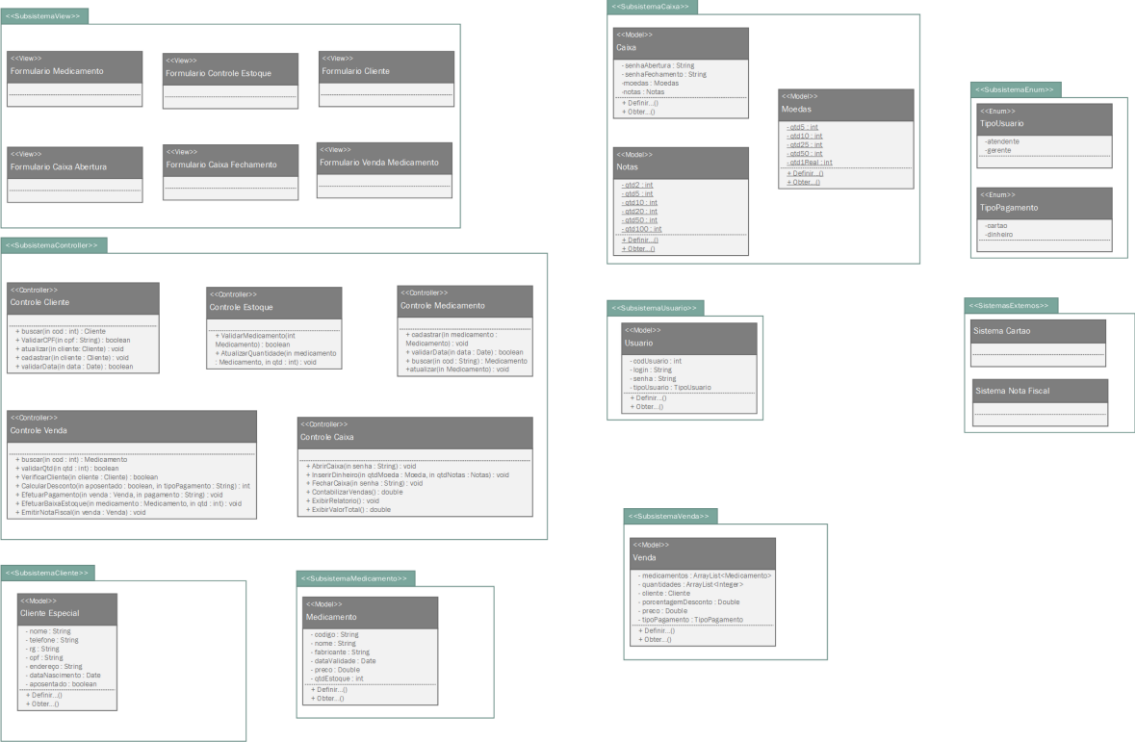 <<SubsistemaView>>
<<View>>
Formulario Medicamento
<<View>>
Formulario Controle Estoque
<<View>>
Formulario Cliente
<<View>>
Formulario Caixa Abertura
<<View>>
Formulario Caixa Fechamento
<<View>>
Formulario Venda Medicamento
<<SubsistemaController>>
<<Controller>>
Controle Cliente
+ buscar(in cod : int) : Cliente
+ ValidarCPF(in cpf : String) : boolean
+ atualizar(in cliente: Cliente) : void
+ cadastrar(in cliente : Cliente) : void
+ validarData(in data : Date) : boolean
<<Controller>>
Controle Estoque
+ ValidarMedicamento(int
Medicamento) : boolean
+ AtualizarQuantidade(in medicamento
: Medicamento, in qtd : int) : void
<<Controller>>
Controle Medicamento
+ cadastrar(in medicamento :
Medicamento) : void
+ validarData(in data : Date) : boolean
+ buscar(in cod : String) : Medicamento
+atualizar(in Medicamento) : void
<<Controller>>
Controle Venda
+ buscar(in cod : int) : Medicamento
+ validarQtd(in qtd : int) : boolean
+ VerificarCliente(in cliente : Cliente) : boolean
+ CalcularDesconto(in aposentado : boolean, in tipoPagamento : String) : int
+ EfetuarPagamento(in venda : Venda, in pagamento : String) : void
+ EfetuarBaixaEstoque(in medicamento : Medicamento, in qtd : int) : void
+ EmitirNotaFiscal(in venda : Venda) : void
<<Controller>>
Controle Caixa
+ AbrirCaixa(in senha : String) : void
+ InserirDinheiro(in qtdMoeda : Moeda, in qtdNotas : Notas) : void
+ FecharCaixa(in senha : String) : void
+ ContabilizarVendas() : double
+ ExibirRelatorio() : void
+ ExibirValorTotal() : double
<<SubsistemaCliente>>
<<Model>>
Cliente Especial
- nome : String
- telefone : String
- rg : String
- cpf : String
- endereço : String
- dataNascimento : Date
- aposentado : boolean
+ Definir...()
+ Obter...()
<<SubsistemaMedicamento>>
<<Model>>
Medicamento
- codigo : String
- nome : String
- fabricante : String
- dataValidade : Date
- preco : Double
- qtdEstoque : int
+ Definir...()
+ Obter...()
<<SubsistemaCaixa>>
<<Model>>
Caixa
- senhaAbertura : String
- senhaFechamento : String
-moedas : Moedas
-notas : Notas
+ Definir...()
+ Obter...()
<<Model>>
Notas
- qtd2 : int
- qtd5 : int
- qtd10 : int
- qtd20 : int
- qtd50 : int
- qtd100 : int
+ Definir...()
+ Obter...()
<<Model>>
Moedas
- qtd5 : int
- qtd10 : int
- qtd25 : int
- qtd50 : int
- qtd1Real : int
+ Definir...()
+ Obter...()
<<SubsistemaEnum>>
<<Enum>>
TipoUsuario
-atendente
-gerente
<<Enum>>
TipoPagamento
-cartao
-dinheiro
<<SubsistemaUsuario>>
<<Model>>
Usuario
- codUsuario : int
- login : String
- senha : String
- tipoUsuario : TipoUsuario
+ Definir...()
+ Obter...()
<<SistemasExternos>>
Sistema Cartao
Sistema Nota Fiscal
<<SubsistemaVenda>>
<<Model>>
Venda
- medicamentos : ArrayList<Medicamento>
- quantidades : ArrayList<Integer>
- cliente : Cliente
- porcentagemDesconto : Double
- preco : Double
- tipoPagamento : TipoPagamento
+ Definir...()
+ Obter...()